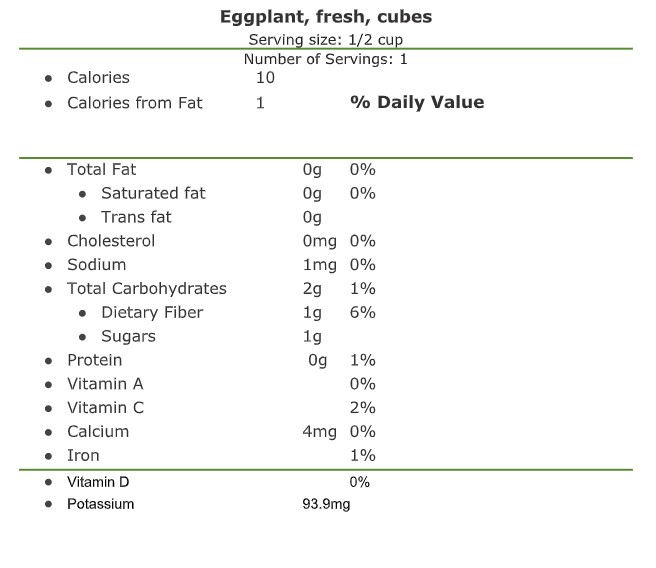 Eggplant, fresh, cubes
Serving size: 1/2 cup
Number of Servings: 1
• Calories 10
• Calories from Fat 1 % Daily Value
• Total Fat 0g 0%
• Saturated fat 0g 0%
• Trans fat 0g
• Cholesterol 0mg 0%
• Sodium 1mg 0%
• Total Carbohydrates 2g 1%
• Dietary Fiber 1g 6%
• Sugars 1g
• Protein 0g 1%
• Vitamin A 0%
• Vitamin C 2%
• Calcium 4mg 0%
• Iron 1%
• Vitamin D 0%
• Potassium 93.9mg